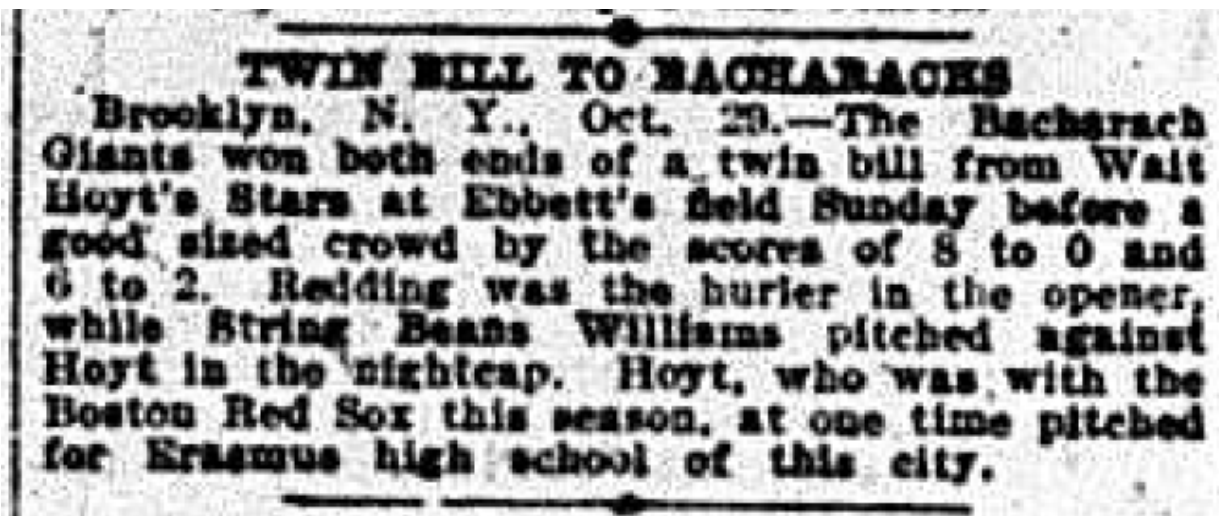 TWIN BILL TO BACHARACHS
Brooklyn, N. Y., Oct. 29.—The Bacharach
Giants won both ends of a twin bill from Wait
Hoyt's Stars at Ebbett's field Sunday before a
good sized crowd by the scores of 8 to 0 and
6 to 2. Redding was the hurler in the opener,
while String Beans Williams pitched against
Hoyt in the nightcap. Hoyt, who was with the
Boston Red Sox this season, at one time pitched
for Erasmus high school of this city.